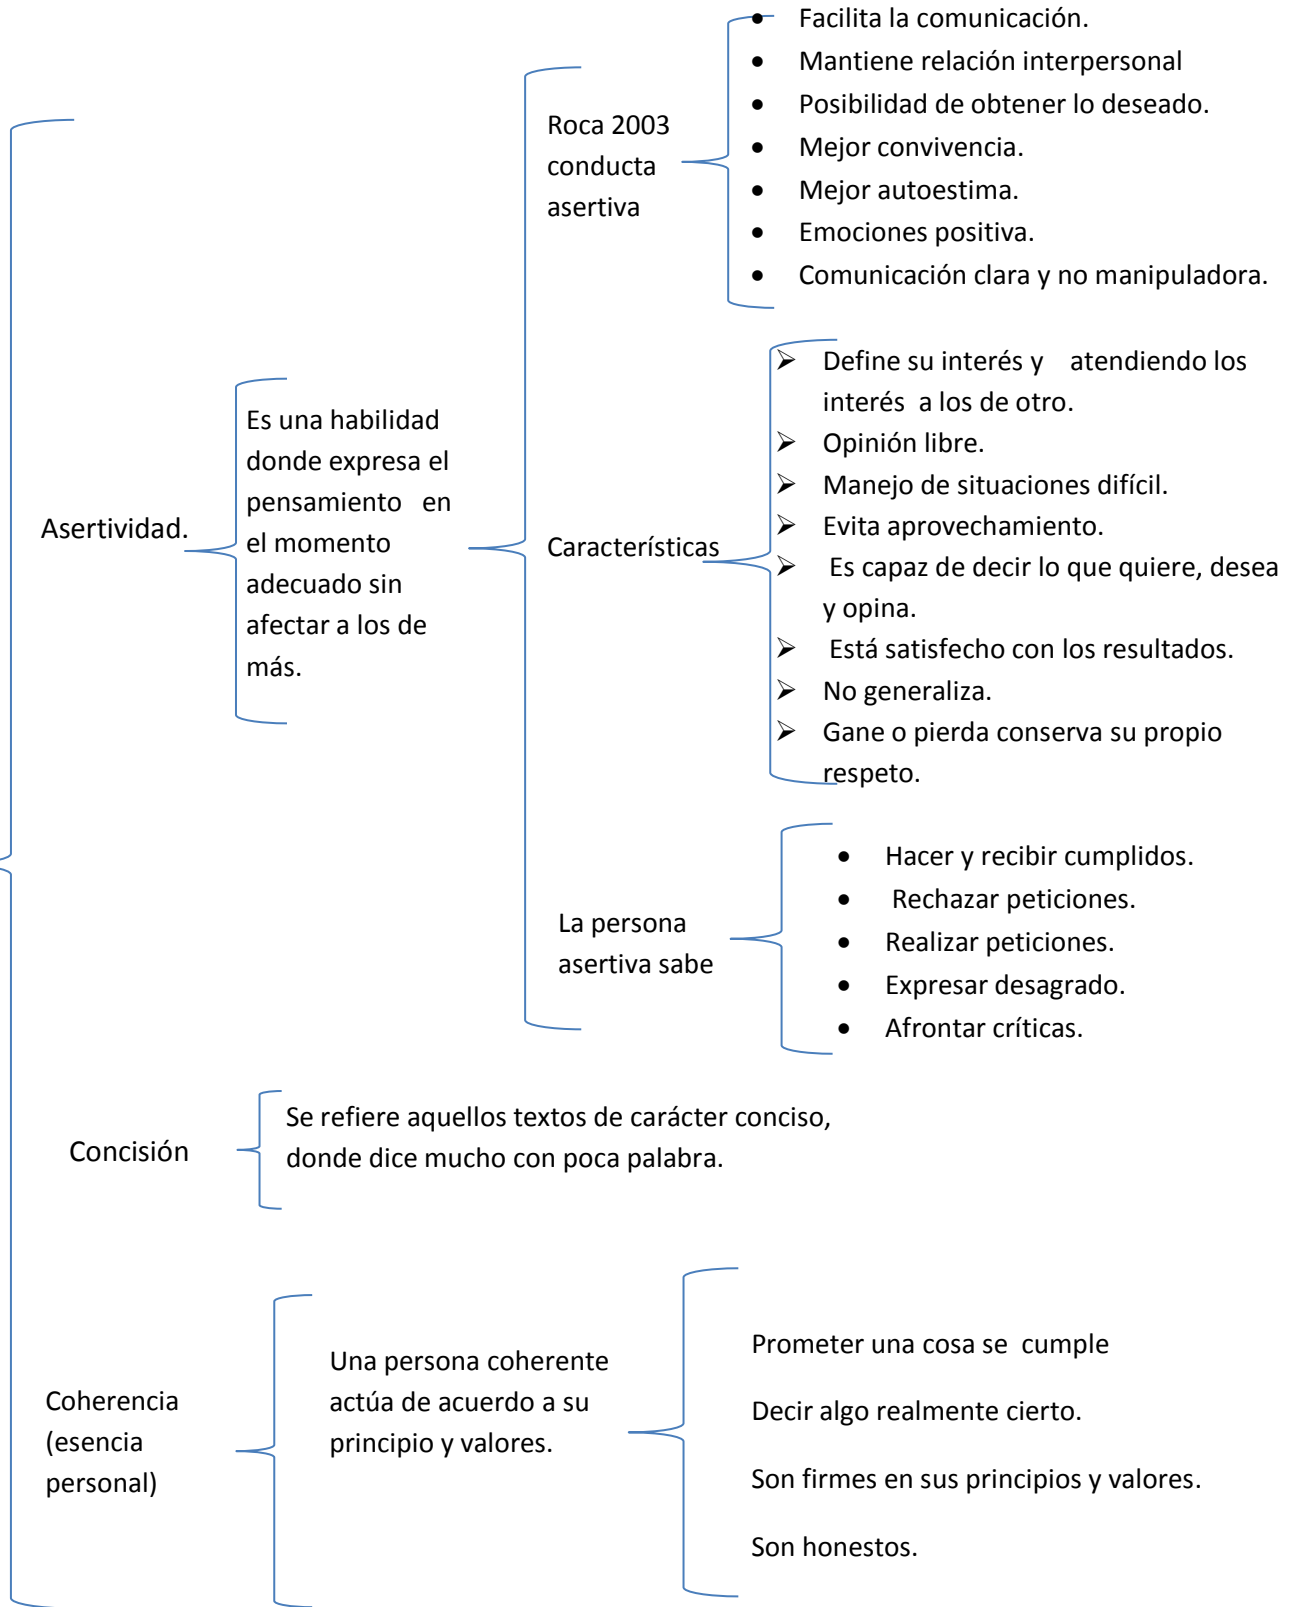 Asertividad.
Es una habilidad
donde expresa el
pensamiento en
el momento
adecuado sin
afectar a los de
más.
Roca 2003
conducta
asertiva
• Facilita la comunicación.
• Mantiene relación interpersonal
• Posibilidad de obtener lo deseado.
• Mejor convivencia.
• Mejor autoestima.
• Emociones positiva.
• Comunicación clara y no manipuladora.
Características
➢ Define su interés y atendiendo los
interés a los de otro.
➢ Opinión libre.
➢ Manejo de situaciones difícil.
➢ Evita aprovechamiento.
➢ Es capaz de decir lo que quiere, desea
y opina.
➢ Está satisfecho con los resultados.
➢ No generaliza.
➢ Gane o pierda conserva su propio
respeto.
La persona
asertiva sabe
• Hacer y recibir cumplidos.
• Rechazar peticiones.
• Realizar peticiones.
• Expresar desagrado.
• Afrontar críticas.
Concisión
Se refiere aquellos textos de carácter conciso,
donde dice mucho con poca palabra.
Coherencia
(esencia
personal)
Una persona coherente
actúa de acuerdo a su
principio y valores.
Prometer una cosa se cumple
Decir algo realmente cierto.
Son firmes en sus principios y valores.
Son honestos.